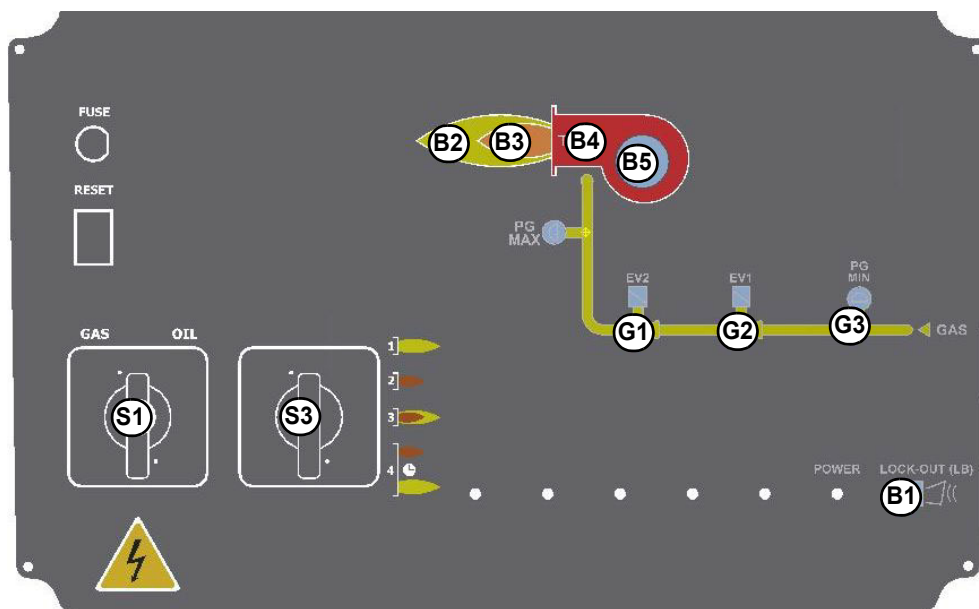 FUSE
B2 B3 B4
B5
RESET
PG
MAX
EV2 EV1 PG
MIN
G1 G2 G3 GAS
GAS OIL
1
2
S1 S3 3
4
POWER LOCK-OUT (LB)
B1